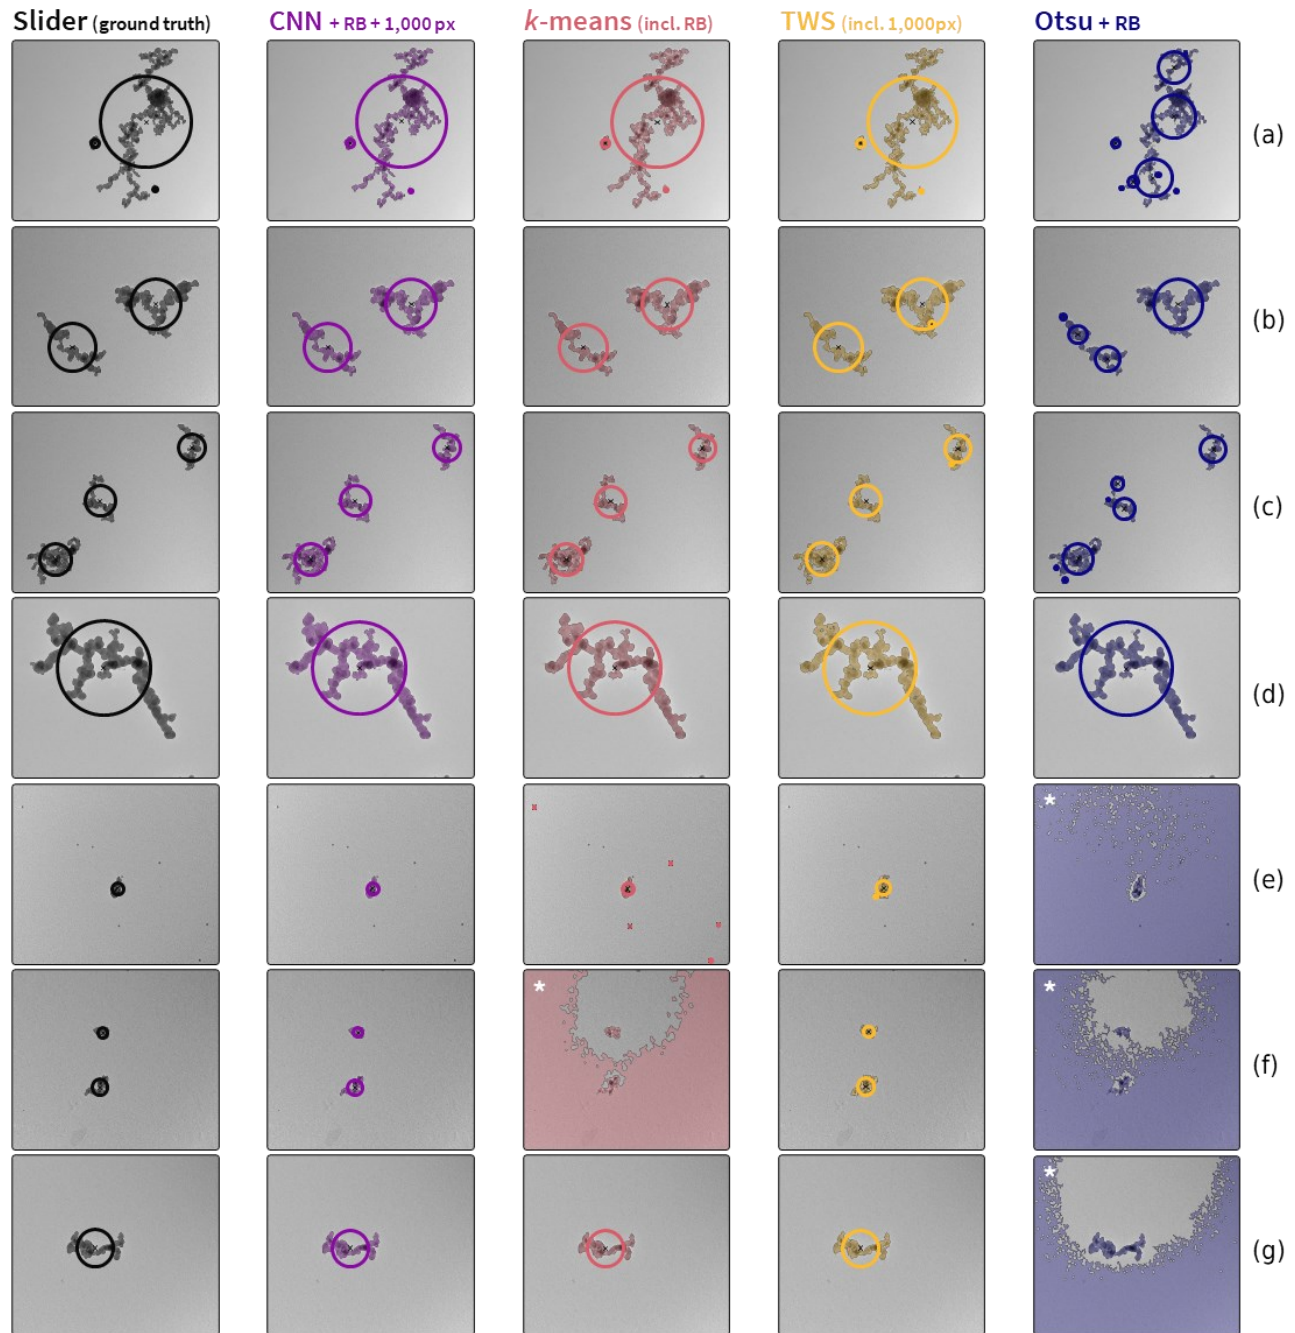 Slider (ground truth) CNN + RB + 1,000 px k-means (incl. RB) TWS (incl. 1,000px) Otsu + RB
(a)
(b)
(c)
(d)
* (e)
* * (f)
* (g)